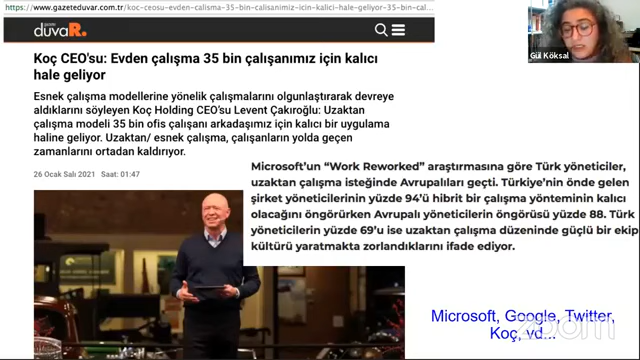 https://www.gazeteduvar.com.tr/koc-ceosu-evden-calisma-35-bin-calisanimiz-icin-kalici-hale-geliyor-35-bin-cal...
gazete
duvaR.
Gül Köksal
Koç CEO'su: Evden çalışma 35 bin çalışanımız için kalıcı
hale geliyor
Esnek çalışma modellerine yönelik çalışmalarını olgunlaştırarak devreye
aldıklarını söyleyen Koç Holding CEO'su Levent Çakıroğlu: Uzaktan
çalışma modeli 35 bin ofis çalışanı arkadaşımız için kalıcı bir uygulama
haline geliyor. Uzaktan/ esnek çalışma, çalışanların yolda geçen
zamanlarını ortadan kaldırıyor.
26 Ocak Salı 2021 Saat: 01:47
Microsoft'un “Work Reworked” araştırmasına göre Türk yöneticiler,
uzaktan çalışma isteğinde Avrupalıları geçti. Türkiye'nin önde gelen
şirket yöneticilerinin yüzde 94'ü hibrit bir çalışma yönteminin kalıcı
olacağını öngörürken Avrupalı yöneticilerin öngörüsü yüzde 88. Türk
yöneticilerin yüzde 69'u ise uzaktan çalışma düzeninde güçlü bir ekip
kültürü yaratmakta zorlandıklarını ifade ediyor.
Microsoft, Google, Twitter,
Koç, vd...
zoom